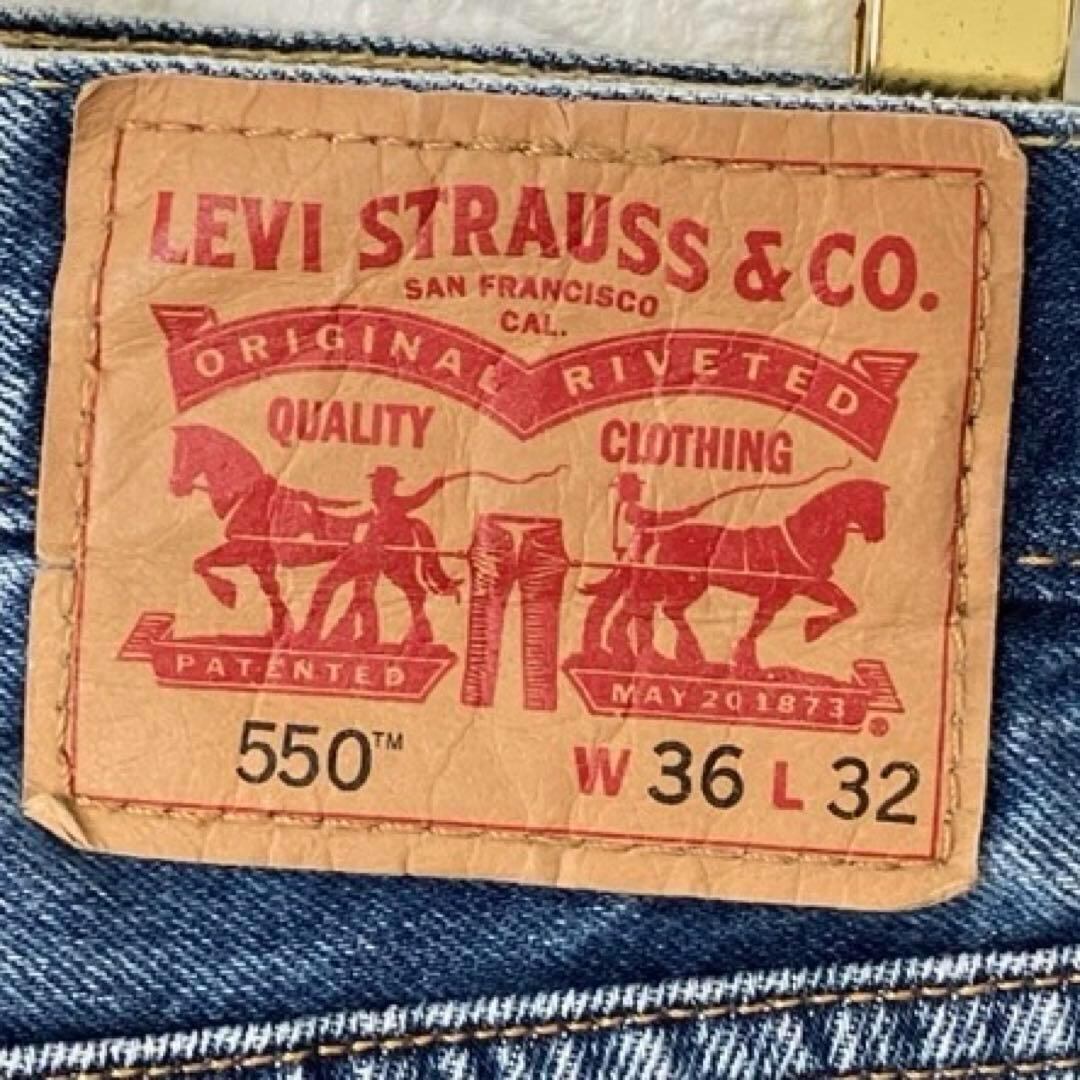 LEVI STRAUSS & CO.
SAN FRANCISCO
CAL.
ORIGINAL RIVETED
QUALITY CLOTHING
PATENTED MAY 20 1873 ®
550™ W 36 L 32